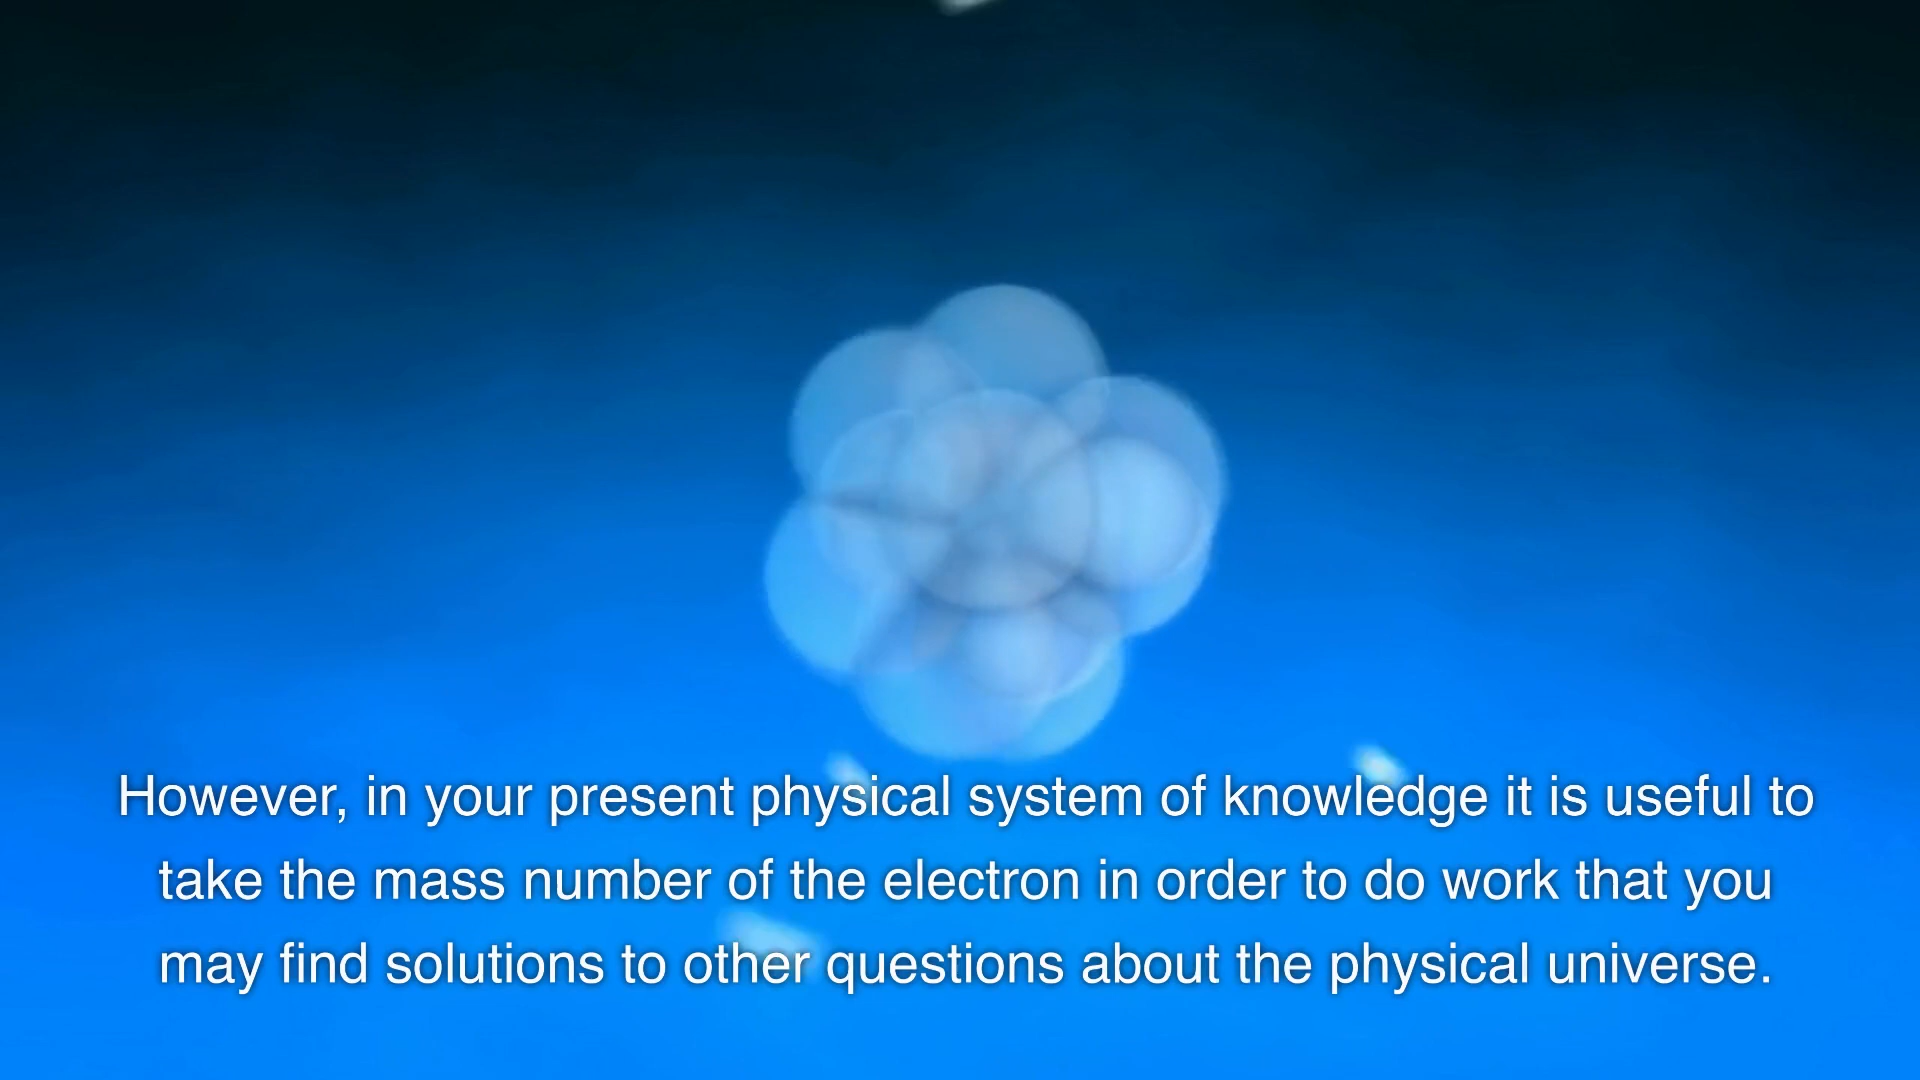 However, in your present physical system of knowledge it is useful to
take the mass number of the electron in order to do work that you
may find solutions to other questions about the physical universe.